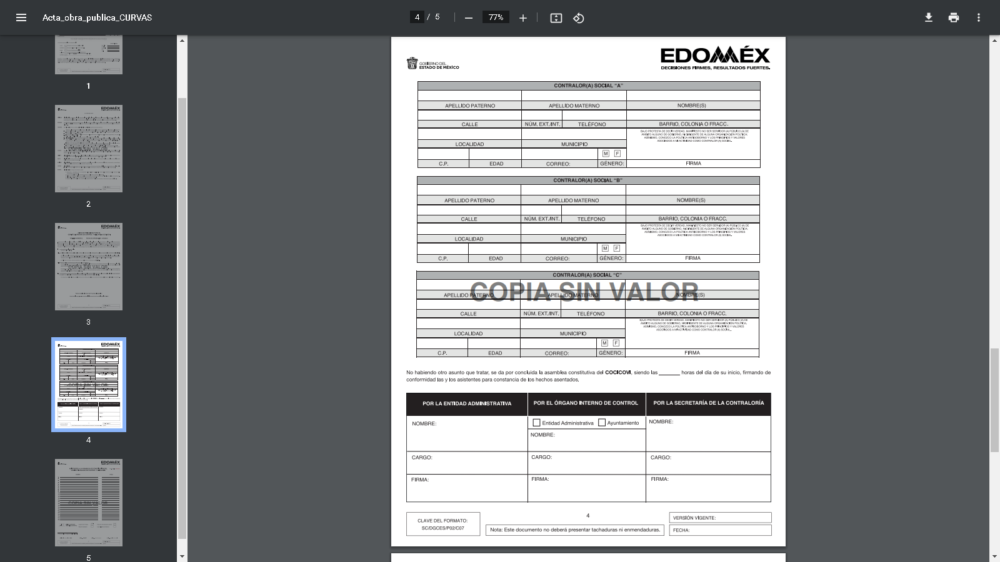 Acta_obra_publica_CURVAS
4 / 5
77%
1
2
3
4
5
GOBIERNO DEL
ESTADO DE MÉXICO
EDOMÉX
DECISIONES FIRMES, RESULTADOS FUERTES.
CONTRALOR(A) SOCIAL “A”
APELLIDO PATERNO APELLIDO MATERNO NOMBRE(S)
CALLE NÚM. EXT./INT. TELÉFONO BARRIO, COLONIA O FRACC.
BAJO PROTESTA DE DECIR VERDAD, MANIFIESTO NO SER SERVIDOR (A) PÚBLICO (A) DE
ÁMBITO ALGUNO DE GOBIERNO, NI DIRIGENTE DE ALGUNA ORGANIZACIÓN POLÍTICA;
ASIMISMO, CONOZCO LA POLÍTICA ANTISOBORNO Y LOS PRINCIPIOS Y VALORES
ASOCIADOS A MI ACTIVIDAD COMO CONTRALOR (A) SOCIAL.
LOCALIDAD MUNICIPIO
M F
C.P. EDAD CORREO: GÉNERO: FIRMA
CONTRALOR(A) SOCIAL “B”
APELLIDO PATERNO APELLIDO MATERNO NOMBRE(S)
CALLE NÚM. EXT./INT. TELÉFONO BARRIO, COLONIA O FRACC.
BAJO PROTESTA DE DECIR VERDAD, MANIFIESTO NO SER SERVIDOR (A) PÚBLICO (A) DE
ÁMBITO ALGUNO DE GOBIERNO, NI DIRIGENTE DE ALGUNA ORGANIZACIÓN POLÍTICA;
ASIMISMO, CONOZCO LA POLÍTICA ANTISOBORNO Y LOS PRINCIPIOS Y VALORES
ASOCIADOS A MI ACTIVIDAD COMO CONTRALOR (A) SOCIAL.
LOCALIDAD MUNICIPIO
M F
C.P. EDAD CORREO: GÉNERO: FIRMA
CONTRALOR(A) SOCIAL “C”
COPIA SIN VALOR
APELLIDO PATERNO APELLIDO MATERNO NOMBRE(S)
CALLE NÚM. EXT./INT. TELÉFONO BARRIO, COLONIA O FRACC.
BAJO PROTESTA DE DECIR VERDAD, MANIFIESTO NO SER SERVIDOR (A) PÚBLICO (A) DE
ÁMBITO ALGUNO DE GOBIERNO, NI DIRIGENTE DE ALGUNA ORGANIZACIÓN POLÍTICA;
ASIMISMO, CONOZCO LA POLÍTICA ANTISOBORNO Y LOS PRINCIPIOS Y VALORES
ASOCIADOS A MI ACTIVIDAD COMO CONTRALOR (A) SOCIAL.
LOCALIDAD MUNICIPIO
M F
C.P. EDAD CORREO: GÉNERO: FIRMA
No habiendo otro asunto que tratar, se da por concluida la asamblea constitutiva del COCICOVI, siendo las _______ horas del día de su inicio, firmando de
conformidad las y los asistentes para constancia de los hechos asentados.
POR LA ENTIDAD ADMINISTRATIVA POR EL ÓRGANO INTERNO DE CONTROL POR LA SECRETARÍA DE LA CONTRALORÍA
NOMBRE: Entidad Administrativa Ayuntamiento NOMBRE:
NOMBRE:
CARGO: CARGO: CARGO:
FIRMA: FIRMA: FIRMA:
4
CLAVE DEL FORMATO:
SC/DGCES/P02/C07
Nota: Este documento no deberá presentar tachaduras ni enmendaduras.
VERSIÓN VIGENTE:
FECHA: